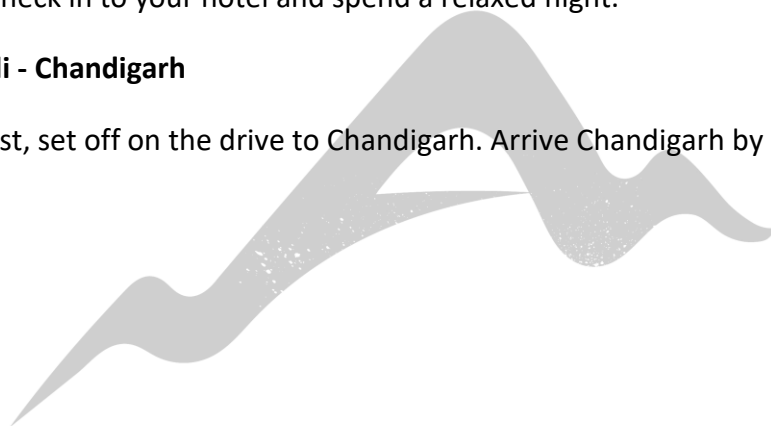 heck in to your hotel and spend a relaxed night.
li - Chandigarh
st, set off on the drive to Chandigarh. Arrive Chandigarh by